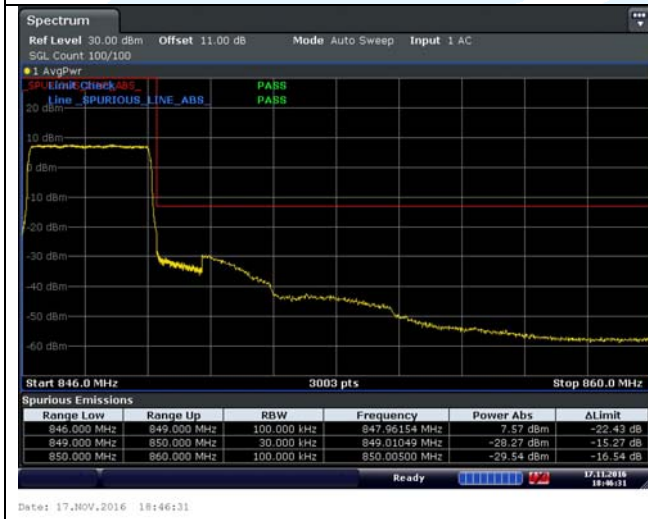 Spectrum
Ref Level 30.00 dBm Offset 11.00 dB Mode Auto Sweep Input 1 AC
SGL Count 100/100
1 AvgPwr
Limit Check PASS
Line _SPURIOUS_LINE_ABS_ PASS
20 dBm
10 dBm
0 dBm
-10 dBm
-20 dBm
-30 dBm
-40 dBm
-50 dBm
-60 dBm
Start 846.0 MHz 3003 pts Stop 860.0 MHz
Spurious Emissions
Range Low Range Up RBW Frequency Power Abs ΔLimit
846.000 MHz 849.000 MHz 100.000 kHz 847.96154 MHz 7.57 dBm -22.43 dB
849.000 MHz 850.000 MHz 30.000 kHz 849.01049 MHz -28.27 dBm -15.27 dB
850.000 MHz 860.000 MHz 100.000 kHz 850.00500 MHz -29.54 dBm -16.54 dB
Ready 17.11.2016
18:46:31
Date: 17.NOV.2016 18:46:31